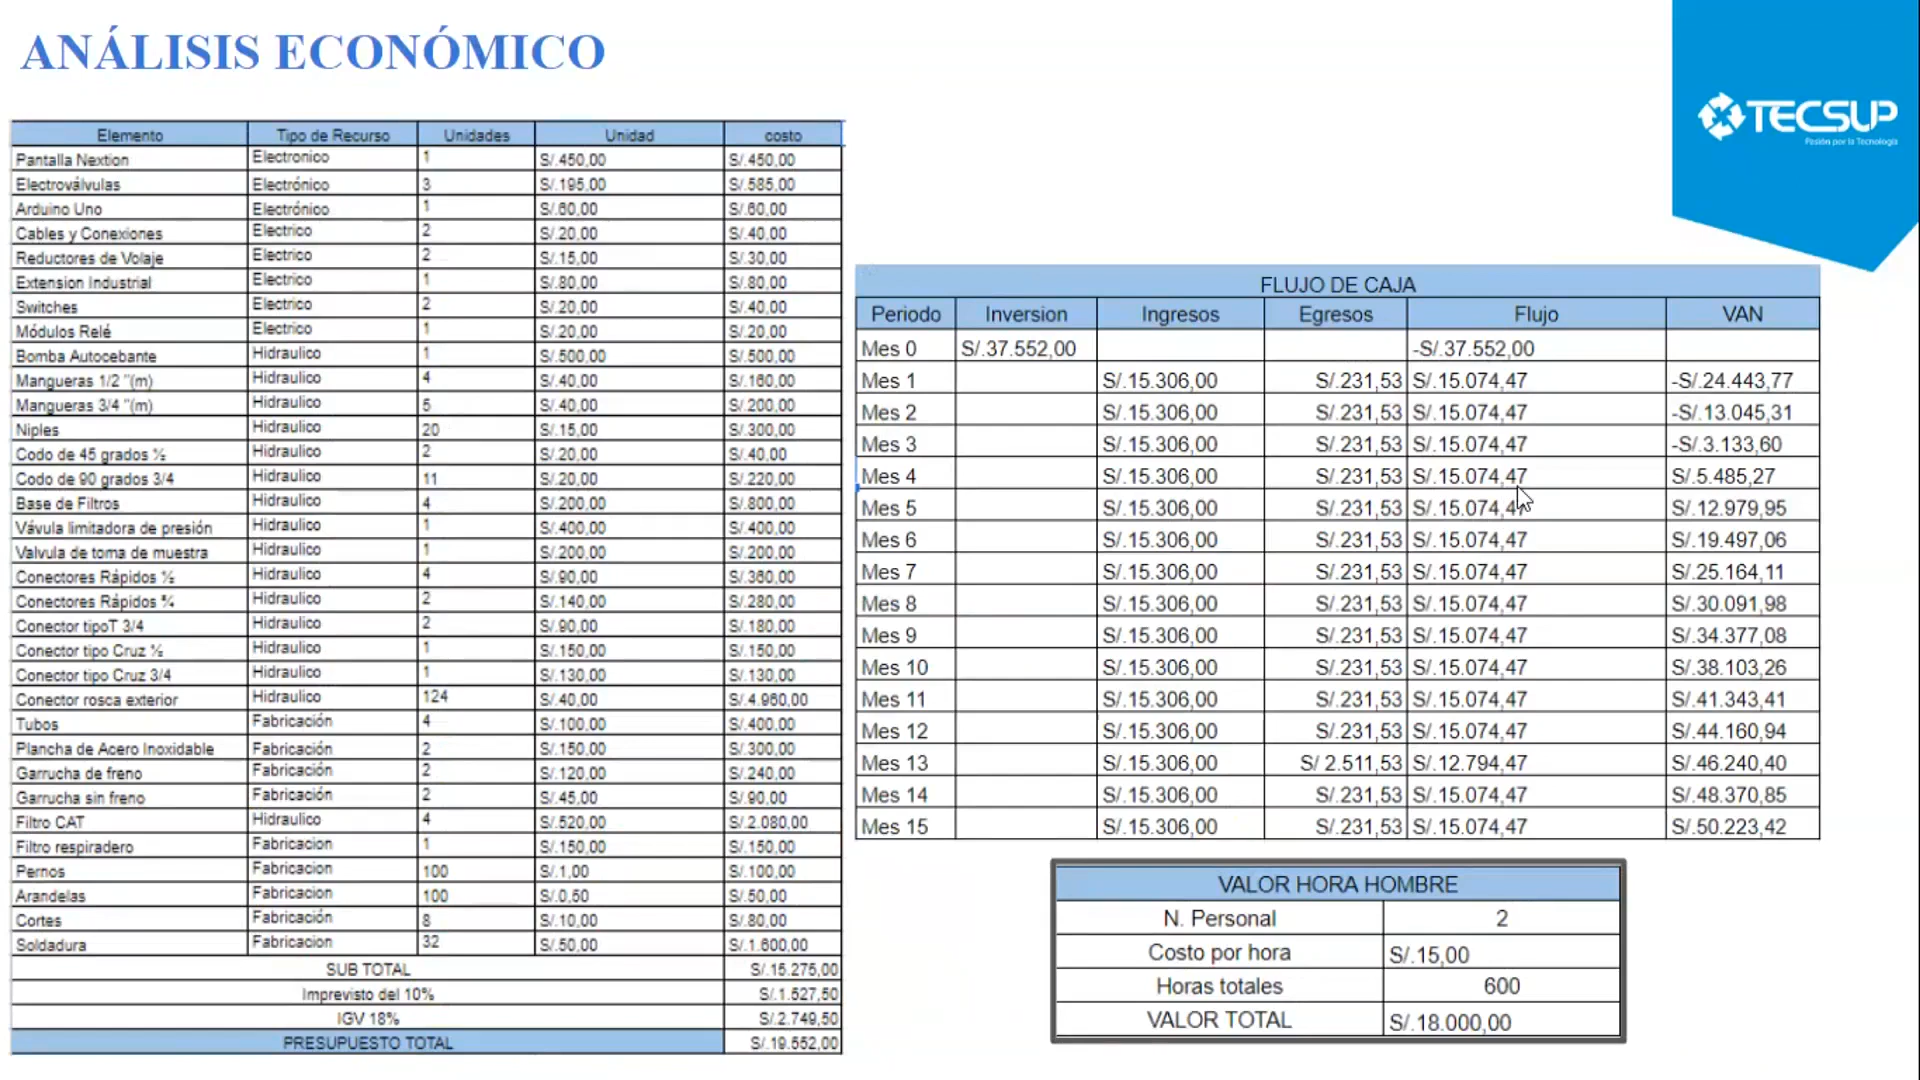 ANÁLISIS ECONÓMICO
TECSUP
Pasión por la Tecnología
Elemento Tipo de Recurso Unidades Unidad costo
Pantalla Nextion Electronico 1 S/.450,00 S/.450,00
Electroválvulas Electrónico 3 S/.195,00 S/.585,00
Arduino Uno Electrónico 1 S/.60,00 S/.60,00
Cables y Conexiones Electrico 2 S/.20,00 S/.40,00
Reductores de Volaje Electrico 2 S/.15,00 S/.30,00
Extension Industrial Electrico 1 S/.80,00 S/.80,00
Switches Electrico 2 S/.20,00 S/.40,00
Módulos Relé Electrico 1 S/.20,00 S/.20,00
Bomba Autocebante Hidraulico 1 S/.500,00 S/.500,00
Mangueras 1/2 "(m) Hidraulico 4 S/.40,00 S/.160,00
Mangueras 3/4 "(m) Hidraulico 5 S/.40,00 S/.200,00
Niples Hidraulico 20 S/.15,00 S/.300,00
Codo de 45 grados ½ Hidraulico 2 S/.20,00 S/.40,00
Codo de 90 grados 3/4 Hidraulico 11 S/.20,00 S/.220,00
Base de Filtros Hidraulico 4 S/.200,00 S/.800,00
Vávula limitadora de presión Hidraulico 1 S/.400,00 S/.400,00
Valvula de toma de muestra Hidraulico 1 S/.200,00 S/.200,00
Conectores Rápidos ½ Hidraulico 4 S/.90,00 S/.360,00
Conectores Rápidos ¾ Hidraulico 2 S/.140,00 S/.280,00
Conector tipoT 3/4 Hidraulico 2 S/.90,00 S/.180,00
Conector tipo Cruz ½ Hidraulico 1 S/.150,00 S/.150,00
Conector tipo Cruz 3/4 Hidraulico 1 S/.130,00 S/.130,00
Conector rosca exterior Hidraulico 124 S/.40,00 S/.4.960,00
Tubos Fabricación 4 S/.100,00 S/.400,00
Plancha de Acero Inoxidable Fabricación 2 S/.150,00 S/.300,00
Garrucha de freno Fabricación 2 S/.120,00 S/.240,00
Garrucha sin freno Fabricación 2 S/.45,00 S/.90,00
Filtro CAT Hidraulico 4 S/.520,00 S/.2.080,00
Filtro respiradero Fabricacion 1 S/.150,00 S/.150,00
Pernos Fabricacion 100 S/.1,00 S/.100,00
Arandelas Fabricacion 100 S/.0,50 S/.50,00
Cortes Fabricación 8 S/.10,00 S/.80,00
Soldadura Fabricacion 32 S/.50,00 S/.1.600,00
SUB TOTAL S/.15.275,00
Imprevisto del 10% S/.1.527,50
IGV 18% S/.2.749,50
PRESUPUESTO TOTAL S/.19.552,00
FLUJO DE CAJA
Periodo Inversion Ingresos Egresos Flujo VAN
Mes 0 S/.37.552,00 -S/.37.552,00
Mes 1 S/.15.306,00 S/.231,53 S/.15.074,47 -S/.24.443,77
Mes 2 S/.15.306,00 S/.231,53 S/.15.074,47 -S/.13.045,31
Mes 3 S/.15.306,00 S/.231,53 S/.15.074,47 -S/.3.133,60
Mes 4 S/.15.306,00 S/.231,53 S/.15.074,47 S/.5.485,27
Mes 5 S/.15.306,00 S/.231,53 S/.15.074,47 S/.12.979,95
Mes 6 S/.15.306,00 S/.231,53 S/.15.074,47 S/.19.497,06
Mes 7 S/.15.306,00 S/.231,53 S/.15.074,47 S/.25.164,11
Mes 8 S/.15.306,00 S/.231,53 S/.15.074,47 S/.30.091,98
Mes 9 S/.15.306,00 S/.231,53 S/.15.074,47 S/.34.377,08
Mes 10 S/.15.306,00 S/.231,53 S/.15.074,47 S/.38.103,26
Mes 11 S/.15.306,00 S/.231,53 S/.15.074,47 S/.41.343,41
Mes 12 S/.15.306,00 S/.231,53 S/.15.074,47 S/.44.160,94
Mes 13 S/.15.306,00 S/ 2.511,53 S/.12.794,47 S/.46.240,40
Mes 14 S/.15.306,00 S/.231,53 S/.15.074,47 S/.48.370,85
Mes 15 S/.15.306,00 S/.231,53 S/.15.074,47 S/.50.223,42
VALOR HORA HOMBRE
N. Personal 2
Costo por hora S/.15,00
Horas totales 600
VALOR TOTAL S/.18.000,00